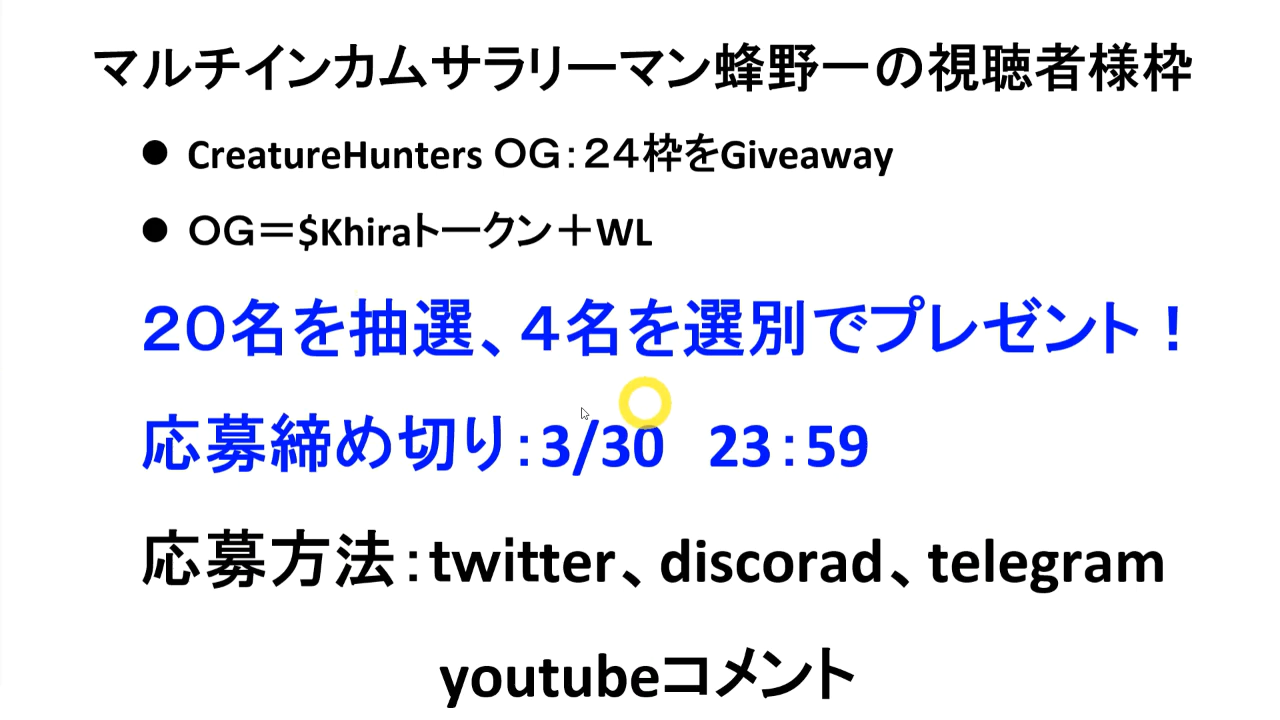 マルチインカムサラリーマン蜂野一の視聴者様枠
● CreatureHunters ＯＧ：２４枠をGiveaway
● ＯＧ＝$Khiraトークン＋WL
２０名を抽選、４名を選別でプレゼント！
応募締め切り：3/30 23：59
応募方法：twitter、discorad、telegram
youtubeコメント